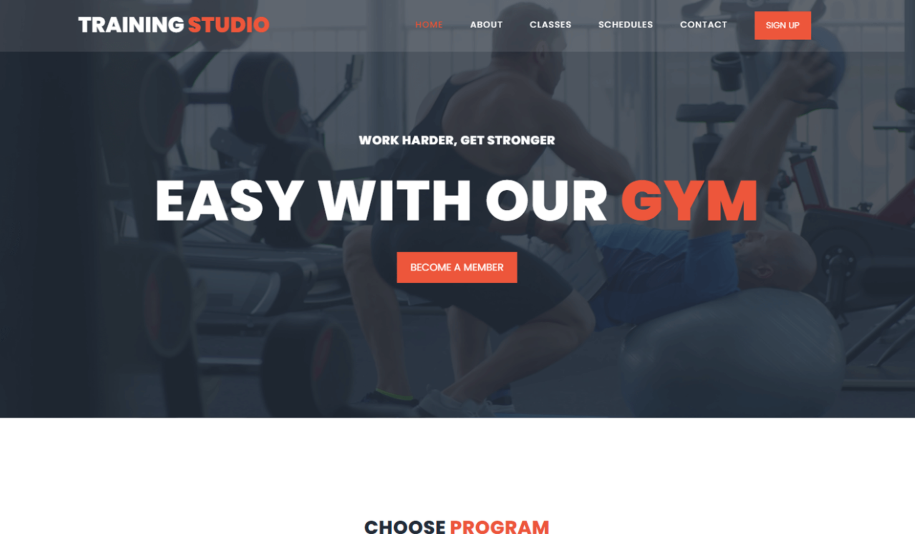 TRAINING STUDIO
HOME ABOUT CLASSES SCHEDULES CONTACT SIGN UP
WORK HARDER, GET STRONGER
EASY WITH OUR GYM
BECOME A MEMBER
CHOOSE PROGRAM